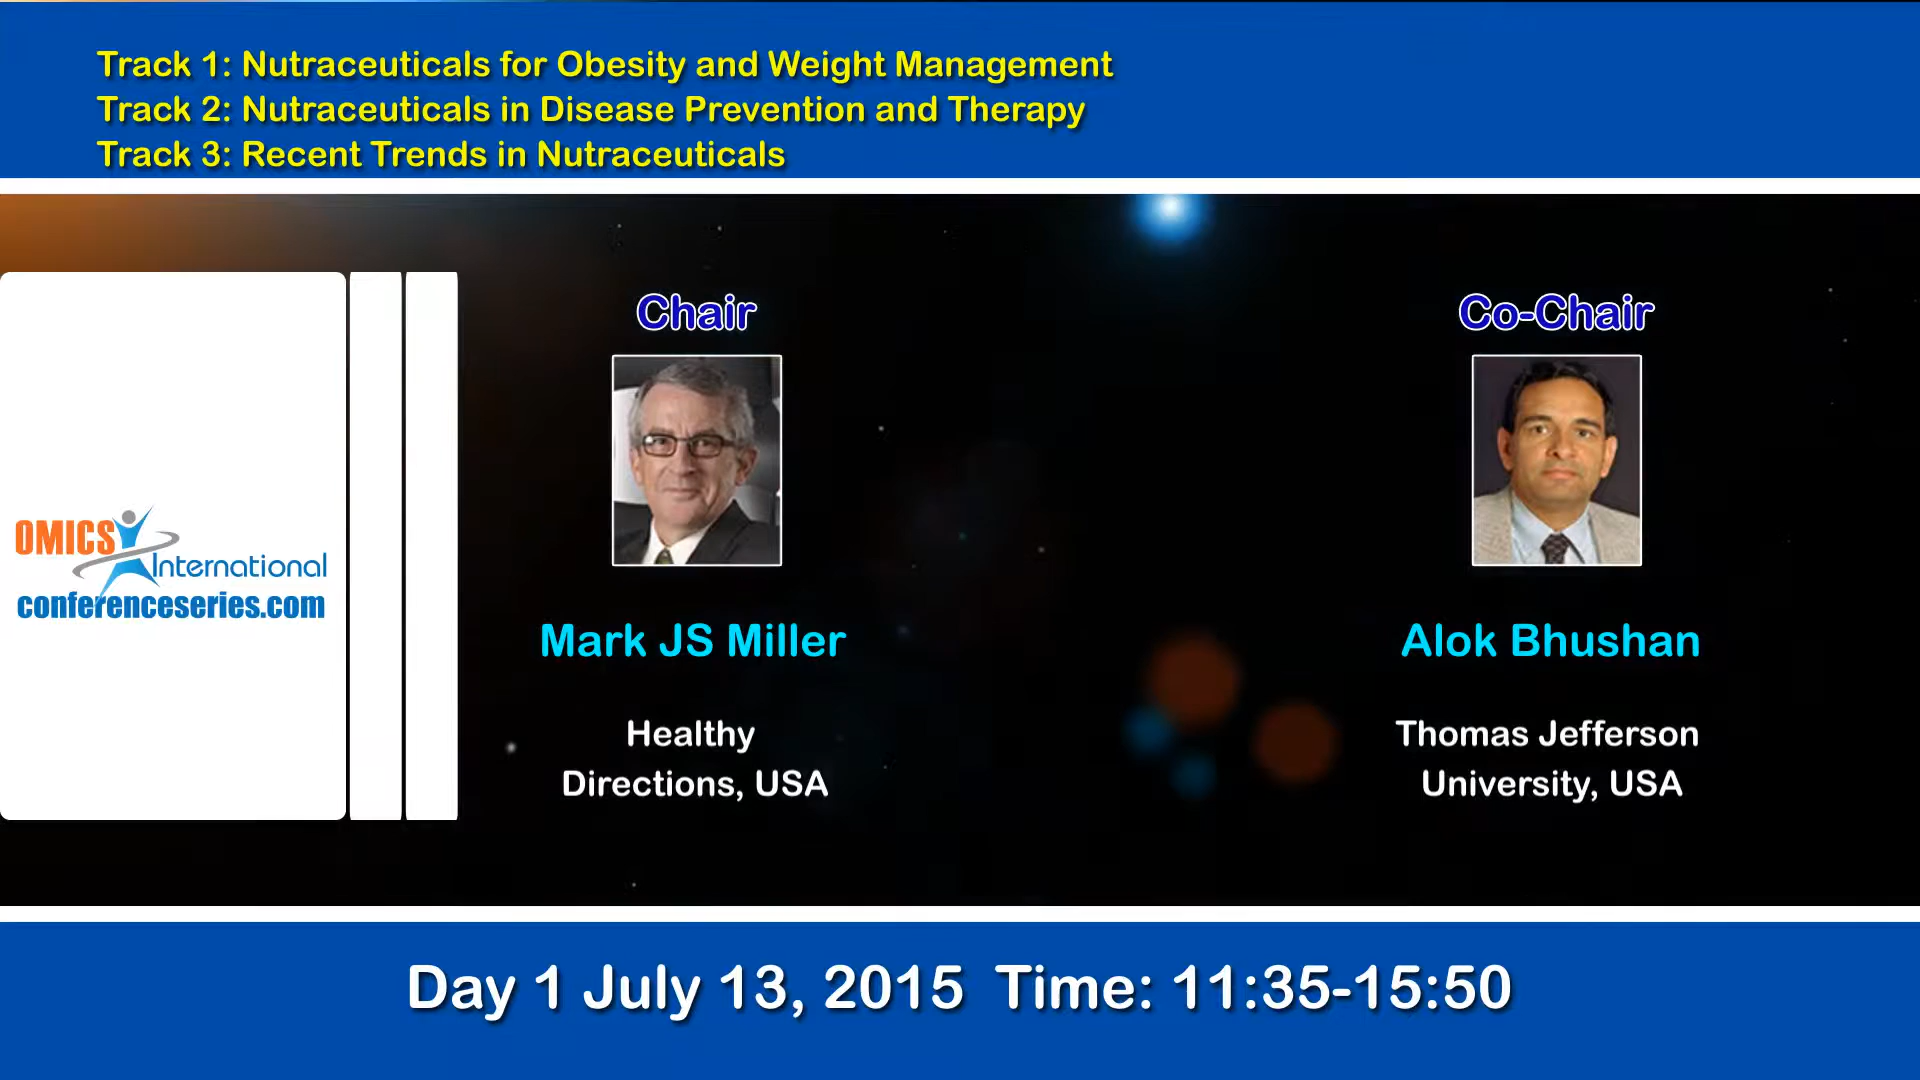 Track 1: Nutraceuticals for Obesity and Weight Management
Track 2: Nutraceuticals in Disease Prevention and Therapy
Track 3: Recent Trends in Nutraceuticals
OMICS
International
conferenceseries.com
Chair
Mark JS Miller
Healthy
Directions, USA
Co-Chair
Alok Bhushan
Thomas Jefferson
University, USA
Day 1 July 13, 2015 Time: 11:35-15:50